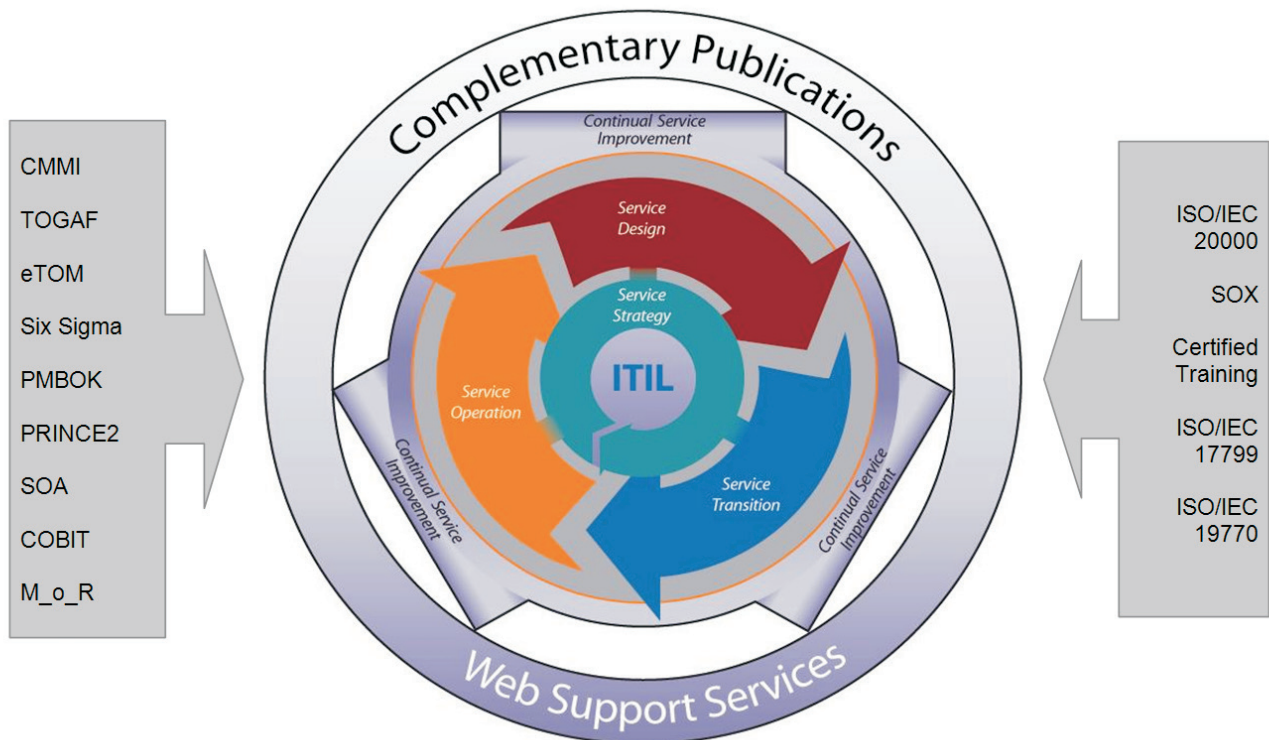 Complementary Publications
CMMI
TOGAF
eTOM
Six Sigma
PMBOK
PRINCE2
SOA
COBIT
M_o_R
Continual Service
Improvement
Service
Design
Service
Strategy
ITIL
Service
Operation
Service
Transition
Continual Service
Improvement
Continual Service
Improvement
Web Support Services
ISO/IEC
20000
SOX
Certified
Training
ISO/IEC
17799
ISO/IEC
19770